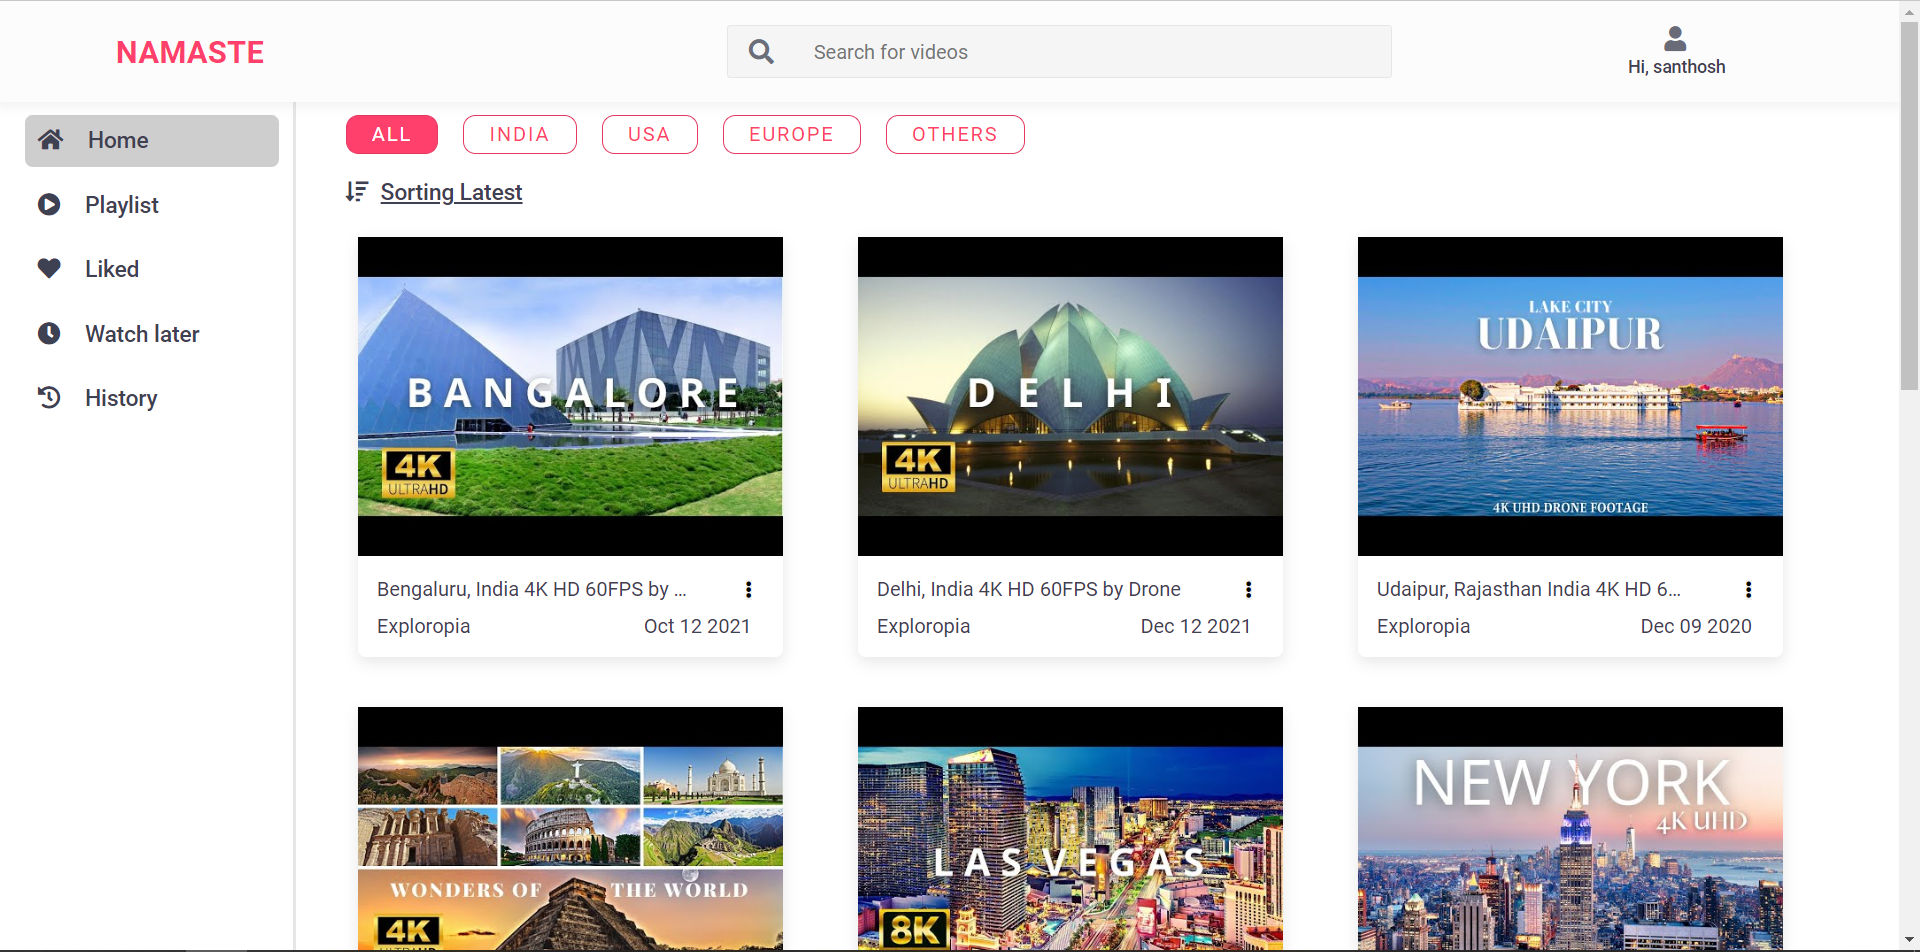 NAMASTE
Search for videos
Hi, santhosh
Home
Playlist
Liked
Watch later
History
ALL
INDIA
USA
EUROPE
OTHERS
Sorting Latest
BANGALORE
4K
ULTRAHD
DELHI
4K
ULTRAHD
LAKE CITY
UDAIPUR
4K UHD DRONE FOOTAGE
Bengaluru, India 4K HD 60FPS by ...
Exploropia
Oct 12 2021
Delhi, India 4K HD 60FPS by Drone
Exploropia
Dec 12 2021
Udaipur, Rajasthan India 4K HD 6...
Exploropia
Dec 09 2020
WONDERS OF THE WORLD
4K
ULTRAHD
LAS VEGAS
8K
NEW YORK
4K UHD